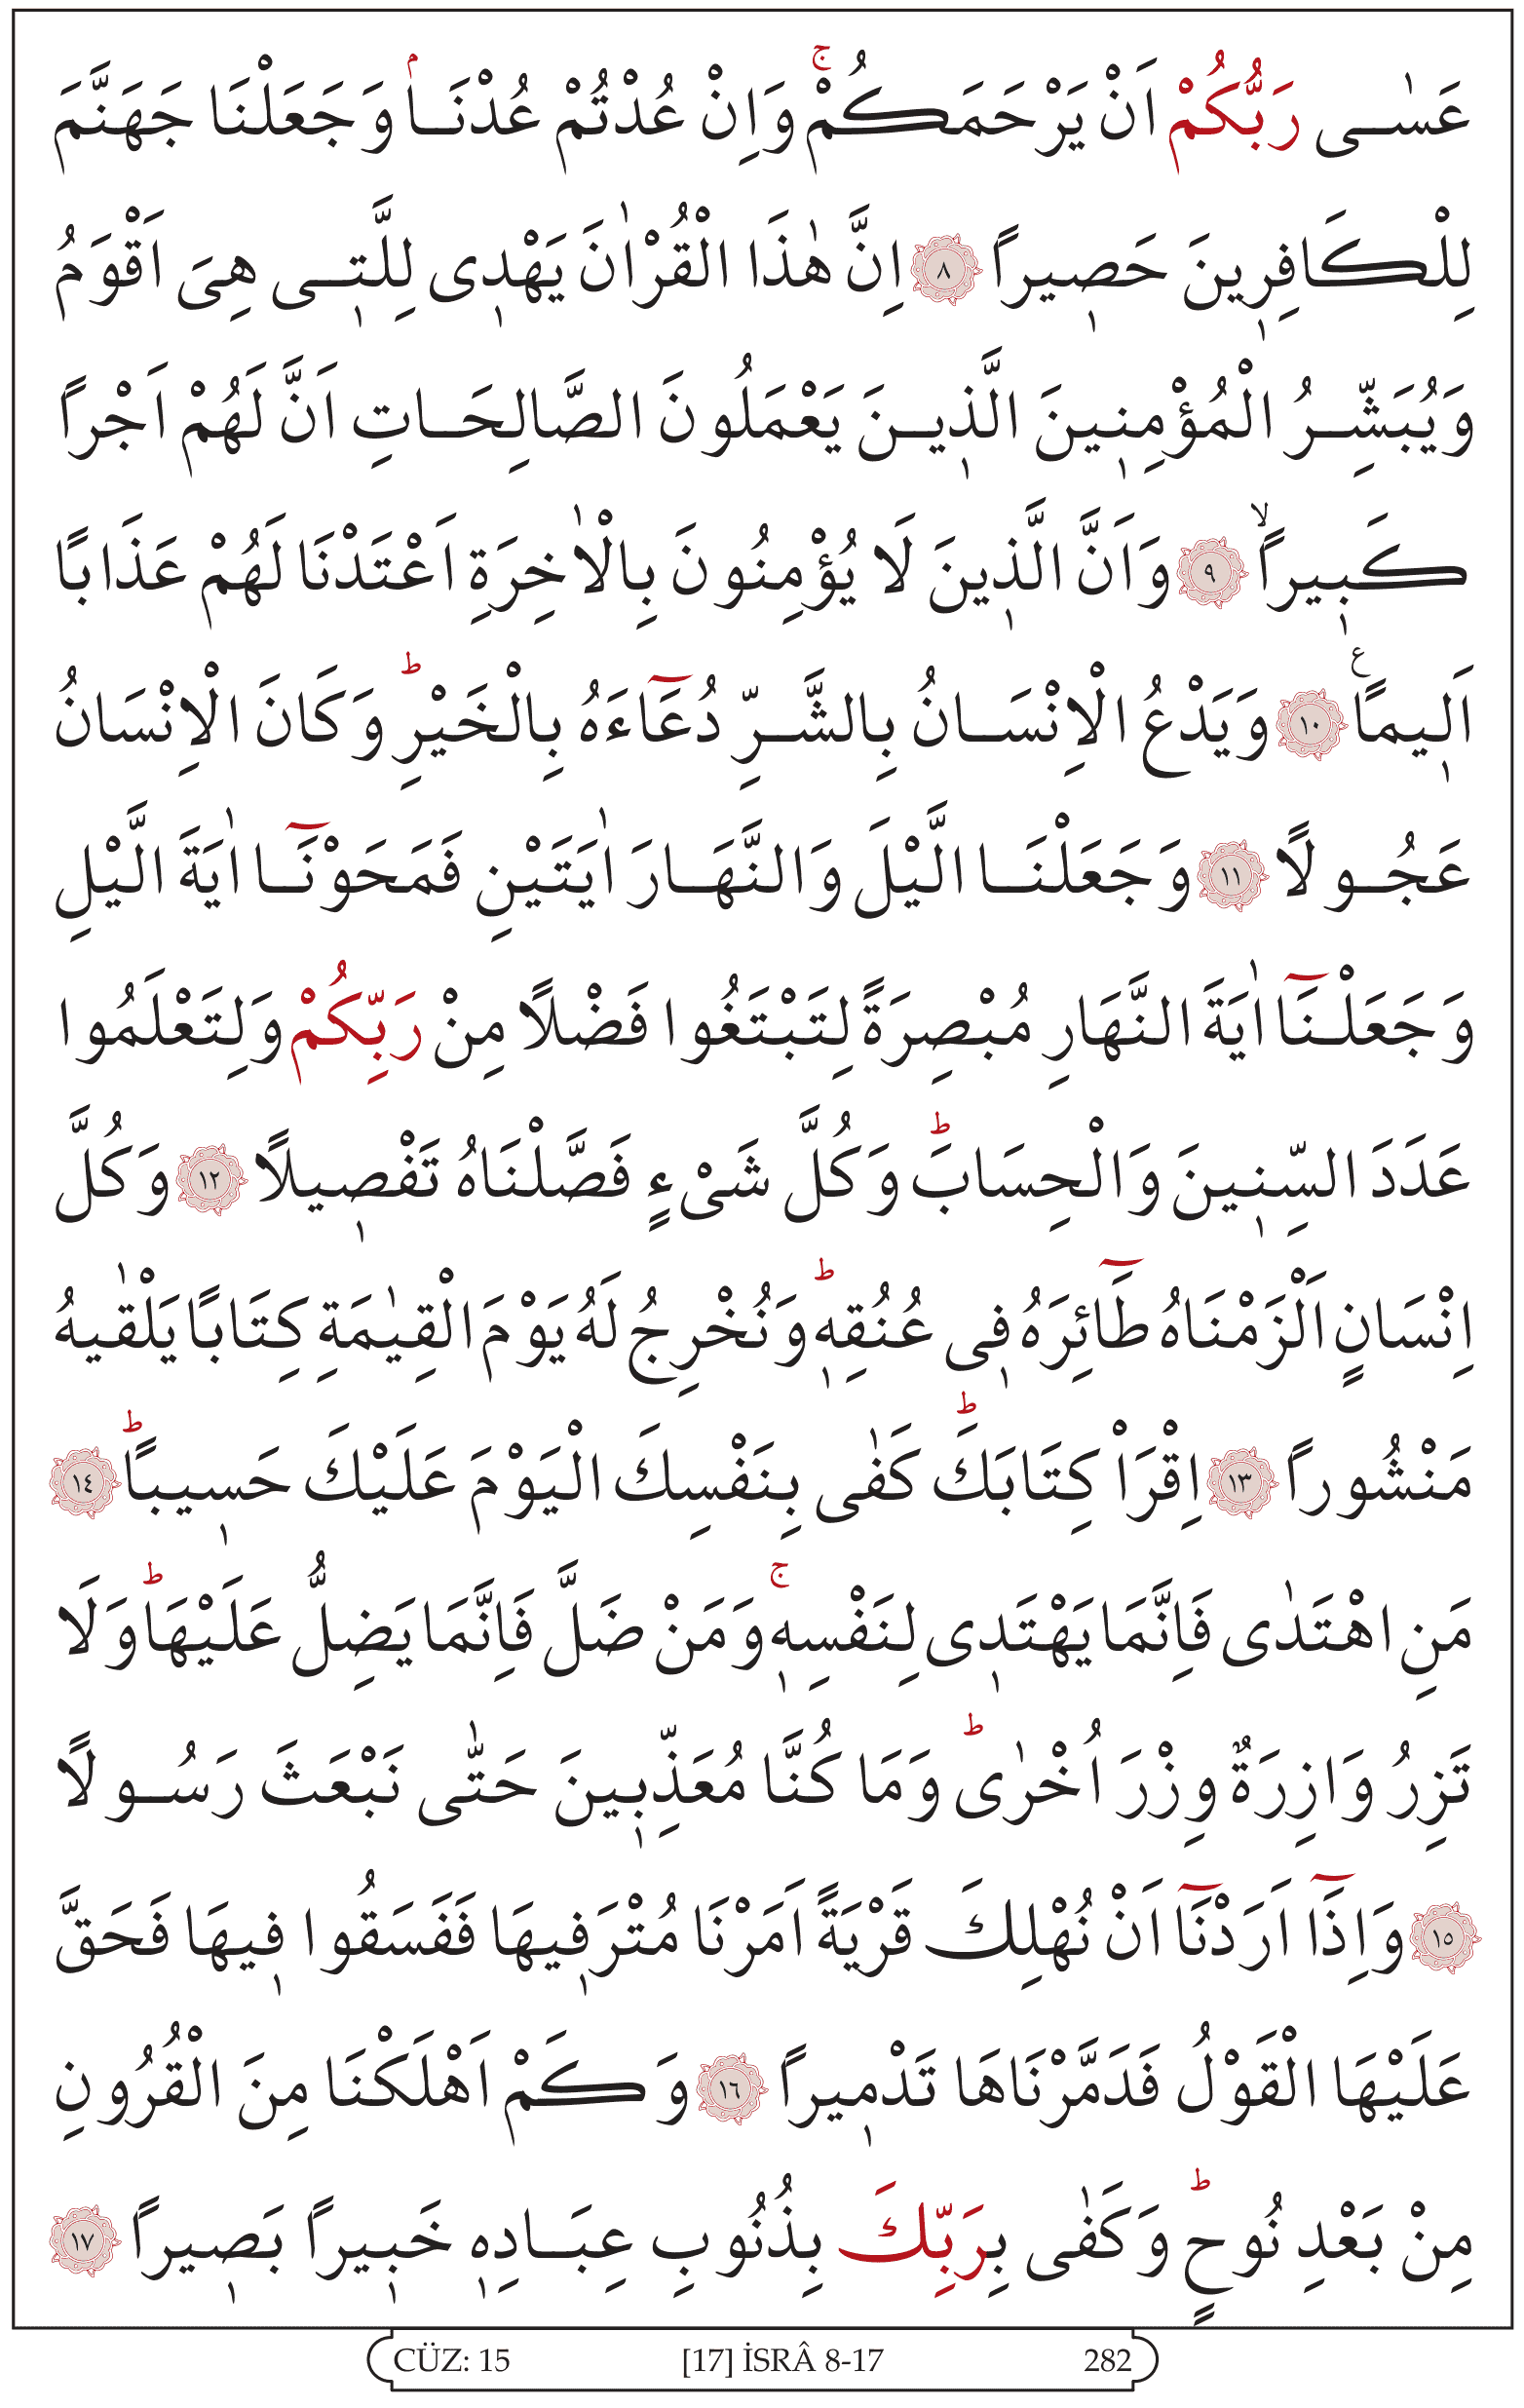 عَسٰى رَبُّكُمْ اَنْ يَرْحَمَكُمْۚ وَاِنْ عُدْتُمْ عُدْنَاۢ وَجَعَلْنَا جَهَنَّمَ
لِلْكَافِر۪ينَ حَص۪يراً ﴿٨﴾ اِنَّ هٰذَا الْقُرْاٰنَ يَهْد۪ى لِلَّت۪ى هِىَ اَقْوَمُ
وَيُبَشِّرُ الْمُؤْمِن۪ينَ الَّذ۪ينَ يَعْمَلُونَ الصَّالِحَاتِ اَنَّ لَهُمْ اَجْراً
كَب۪يراًۙ ﴿٩﴾ وَاَنَّ الَّذ۪ينَ لَا يُؤْمِنُونَ بِالْاٰخِرَةِ اَعْتَدْنَا لَهُمْ عَذَاباً
اَل۪يماً۟ ﴿١٠﴾ وَيَدْعُ الْاِنْسَانُ بِالشَّرِّ دُعَٓاءَهُ بِالْخَيْرِۜ وَكَانَ الْاِنْسَانُ
عَجُولاً ﴿١١﴾ وَجَعَلْنَا الَّيْلَ وَالنَّهَارَ اٰيَتَيْنِ فَمَحَوْنَٓا اٰيَةَ الَّيْلِ
وَجَعَلْنَٓا اٰيَةَ النَّهَارِ مُبْصِرَةً لِتَبْتَغُوا فَضْلاً مِنْ رَبِّكُمْ وَلِتَعْلَمُوا
عَدَدَ السِّن۪ينَ وَالْحِسَابَۜ وَكُلَّ شَىْءٍ فَصَّلْنَاهُ تَفْص۪يلاً ﴿١٢﴾ وَكُلَّ
اِنْسَانٍ اَلْزَمْنَاهُ طَٓائِرَهُ ف۪ى عُنُقِه۪ۜ وَنُخْرِجُ لَهُ يَوْمَ الْقِيٰمَةِ كِتَاباً يَلْقٰيهُ
مَنْشُوراً ﴿١٣﴾ اِقْرَاْ كِتَابَكَۜ كَفٰى بِنَفْسِكَ الْيَوْمَ عَلَيْكَ حَس۪يباًۜ ﴿١٤﴾
مَنِ اهْتَدٰى فَاِنَّمَا يَهْتَد۪ى لِنَفْسِه۪ۚ وَمَنْ ضَلَّ فَاِنَّمَا يَضِلُّ عَلَيْهَاۜ وَلَا
تَزِرُ وَازِرَةٌ وِزْرَ اُخْرٰىۜ وَمَا كُنَّا مُعَذِّب۪ينَ حَتّٰى نَبْعَثَ رَسُولاً
﴿١٥﴾ وَاِذَٓا اَرَدْنَٓا اَنْ نُهْلِكَ قَرْيَةً اَمَرْنَا مُتْرَف۪يهَا فَفَسَقُوا ف۪يهَا فَحَقَّ
عَلَيْهَا الْقَوْلُ فَدَمَّرْنَاهَا تَدْم۪يراً ﴿١٦﴾ وَكَمْ اَهْلَكْنَا مِنَ الْقُرُونِ
مِنْ بَعْدِ نُوحٍۜ وَكَفٰى بِرَبِّكَ بِذُنُوبِ عِبَادِه۪ خَب۪يراً بَص۪يراً ﴿١٧﴾
CÜZ: 15 [17] İSRÂ 8-17 282